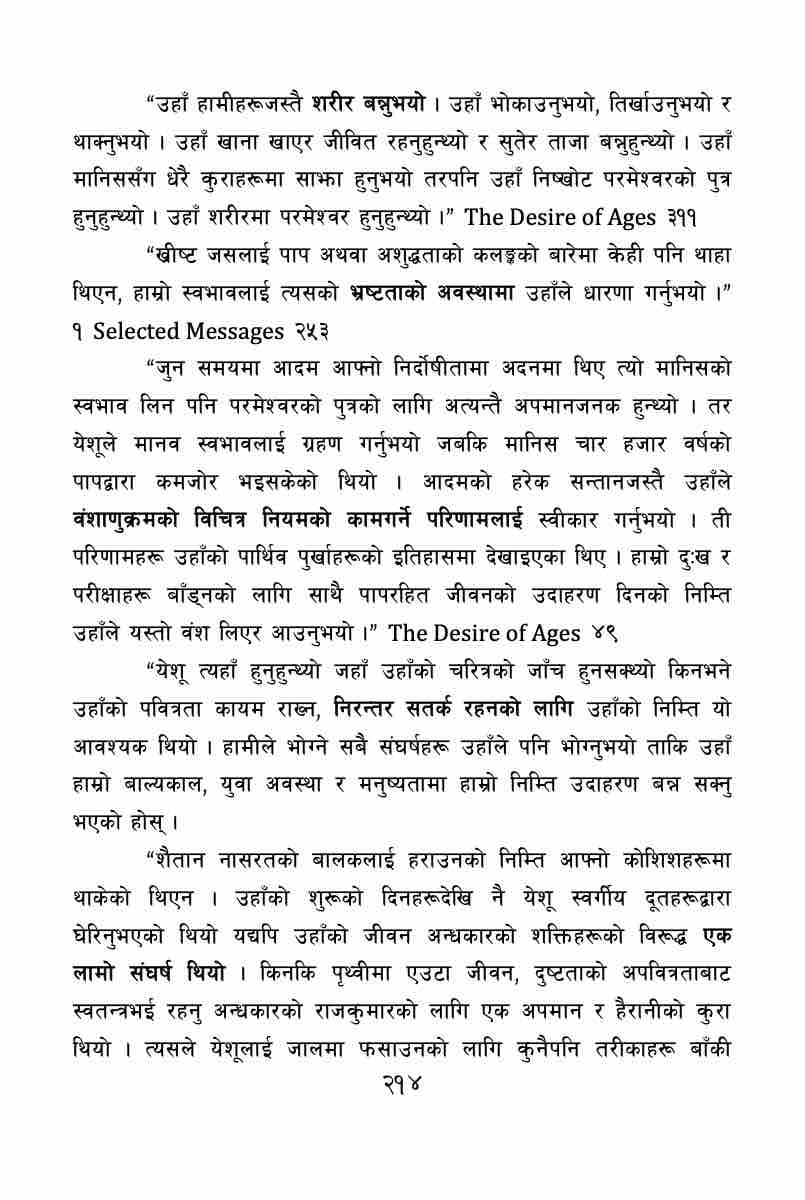 “उहाँ हामीहरूजस्तै शरीर बन्नुभयो । उहाँ भोकाउनुभयो, तिर्खाउनुभयो र
थाक्नुभयो । उहाँ खाना खाएर जीवित रहनुहुन्थ्यो र सुतेर ताजा बन्नुहुन्थ्यो । उहाँ
मानिससँग धेरै कुराहरूमा साझा हुनुभयो तरपनि उहाँ निष्खोट परमेश्वरको पुत्र
हुनुहुन्थ्यो । उहाँ शरीरमा परमेश्वर हुनुहुन्थ्यो ।” The Desire of Ages ३११
“ख्रीष्ट जसलाई पाप अथवा अशुद्धताको कलङ्कको बारेमा केही पनि थाहा
थिएन, हाम्रो स्वभावलाई त्यसको भ्रष्टताको अवस्थामा उहाँले धारणा गर्नुभयो ।”
१ Selected Messages २५३
“जुन समयमा आदम आफ्नो निर्दोषीतामा अदनमा थिए त्यो मानिसको
स्वभाव लिन पनि परमेश्वरको पुत्रको लागि अत्यन्तै अपमानजनक हुन्थ्यो । तर
येशूले मानव स्वभावलाई ग्रहण गर्नुभयो जबकि मानिस चार हजार वर्षको
पापद्वारा कमजोर भइसकेको थियो । आदमको हरेक सन्तानजस्तै उहाँले
वंशाणुक्रमको विचित्र नियमको कामगर्ने परिणामलाई स्वीकार गर्नुभयो । ती
परिणामहरू उहाँको पार्थिव पुर्खाहरूको इतिहासमा देखाइएका थिए । हाम्रो दुःख र
परीक्षाहरू बाँड्नको लागि साथै पापरहित जीवनको उदाहरण दिनको निम्ति
उहाँले यस्तो वंश लिएर आउनुभयो ।” The Desire of Ages ४९
“येशू त्यहाँ हुनुहुन्थ्यो जहाँ उहाँको चरित्रको जाँच हुनसक्थ्यो किनभने
उहाँको पवित्रता कायम राख्न, निरन्तर सतर्क रहनको लागि उहाँको निम्ति यो
आवश्यक थियो । हामीले भोग्ने सबै संघर्षहरू उहाँले पनि भोग्नुभयो ताकि उहाँ
हाम्रो बाल्यकाल, युवा अवस्था र मनुष्यतामा हाम्रो निम्ति उदाहरण बन्न सक्नु
भएको होस् ।
“शैतान नासरतको बालकलाई हराउनको निम्ति आफ्नो कोशिशहरूमा
थाकेको थिएन । उहाँको शुरूको दिनहरूदेखि नै येशू स्वर्गीय दूतहरूद्वारा
घेरिनुभएको थियो यद्यपि उहाँको जीवन अन्धकारको शक्तिहरूको विरूद्ध एक
लामो संघर्ष थियो । किनकि पृथ्वीमा एउटा जीवन, दुष्टताको अपवित्रताबाट
स्वतन्त्रभई रहनु अन्धकारको राजकुमारको लागि एक अपमान र हैरानीको कुरा
थियो । त्यसले येशूलाई जालमा फसाउनको लागि कुनैपनि तरीकाहरू बाँकी
२१४